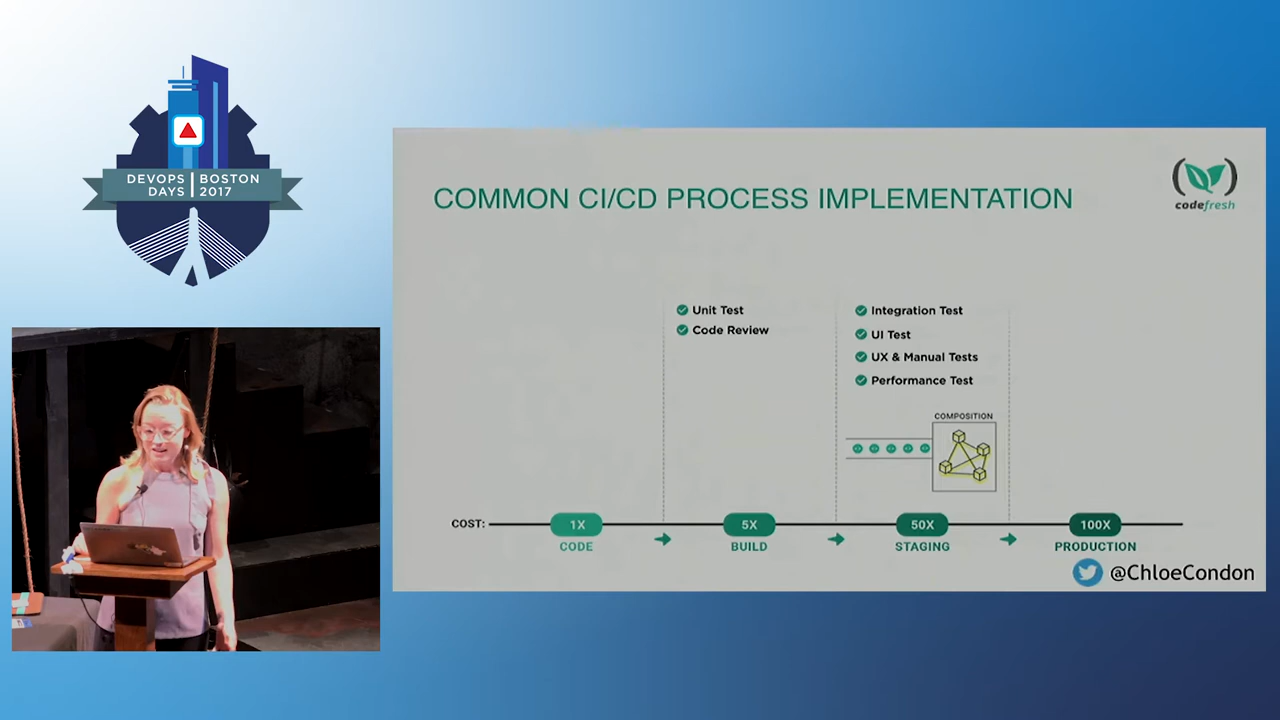 DEVOPS BOSTON
DAYS 2017
COMMON CI/CD PROCESS IMPLEMENTATION
codefresh
Unit Test
Code Review
Integration Test
UI Test
UX & Manual Tests
Performance Test
COMPOSITION
COST:
1X
5X
50X
100X
CODE
BUILD
STAGING
PRODUCTION
@ChloeCondon